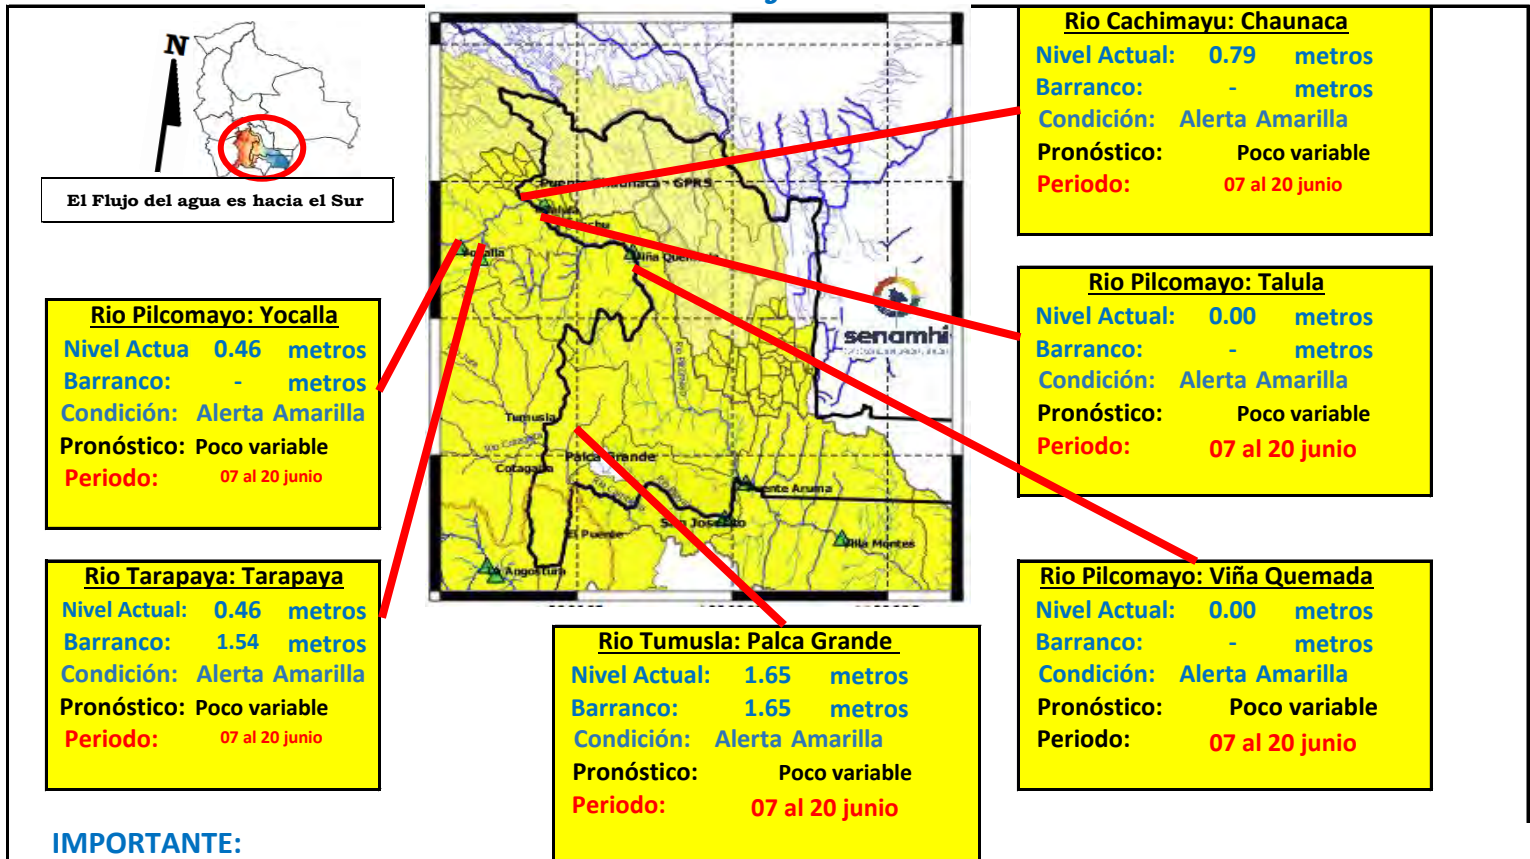 N
El Flujo del agua es hacia el Sur
Rio Cachimayu: Chaunaca
Nivel Actual: 0.79 metros
Barranco: - metros
Condición: Alerta Amarilla
Pronóstico: Poco variable
Periodo: 07 al 20 junio
Rio Pilcomayo: Talula
Nivel Actual: 0.00 metros
Barranco: - metros
Condición: Alerta Amarilla
Pronóstico: Poco variable
Periodo: 07 al 20 junio
Rio Pilcomayo: Yocalla
Nivel Actua 0.46 metros
Barranco: - metros
Condición: Alerta Amarilla
Pronóstico: Poco variable
Periodo: 07 al 20 junio
Rio Tarapaya: Tarapaya
Nivel Actual: 0.46 metros
Barranco: 1.54 metros
Condición: Alerta Amarilla
Pronóstico: Poco variable
Periodo: 07 al 20 junio
Rio Tumusla: Palca Grande
Nivel Actual: 1.65 metros
Barranco: 1.65 metros
Condición: Alerta Amarilla
Pronóstico: Poco variable
Periodo: 07 al 20 junio
Rio Pilcomayo: Viña Quemada
Nivel Actual: 0.00 metros
Barranco: - metros
Condición: Alerta Amarilla
Pronóstico: Poco variable
Periodo: 07 al 20 junio
Chaunaca - GPRS
senamhi
Tumusla
Palca Grande
Cotagaita
El Puente
San Josecito
Villa Montes
Angostura
IMPORTANTE: